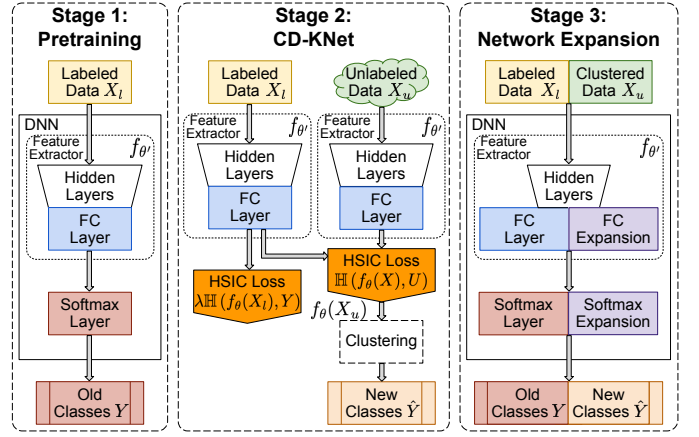 Stage 1:
Pretraining
Labeled
Data X_l
DNN
Feature
Extractor
f_{θ'}
Hidden
Layers
FC
Layer
Softmax
Layer
Old
Classes Y
Stage 2:
CD-KNet
Labeled
Data X_l
Unlabeled
Data X_u
Feature
Extractor
f_{θ'}
Hidden
Layers
FC
Layer
Feature
Extractor
f_{θ'}
Hidden
Layers
FC
Layer
HSIC Loss
λℍ (f_θ(X_l), Y)
HSIC Loss
ℍ (f_θ(X), U)
f_θ(X_u)
Clustering
New
Classes Ŷ
Stage 3:
Network Expansion
Labeled
Data X_l
Clustered
Data X_u
DNN
Feature
Extractor
f_{θ'}
Hidden
Layers
FC
Layer
FC
Expansion
Softmax
Layer
Softmax
Expansion
Old
Classes Y
New
Classes Ŷ